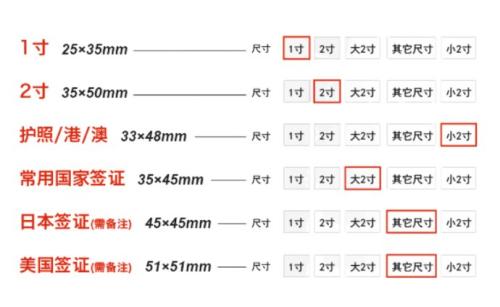 1寸 25×35mm 尺寸 1寸 2寸 大2寸 其它尺寸 小2寸
2寸 35×50mm 尺寸 1寸 2寸 大2寸 其它尺寸 小2寸
护照/港/澳 33×48mm 尺寸 1寸 2寸 大2寸 其它尺寸 小2寸
常用国家签证 35×45mm 尺寸 1寸 2寸 大2寸 其它尺寸 小2寸
日本签证(需备注) 45×45mm 尺寸 1寸 2寸 大2寸 其它尺寸 小2寸
美国签证(需备注) 51×51mm 尺寸 1寸 2寸 大2寸 其它尺寸 小2寸